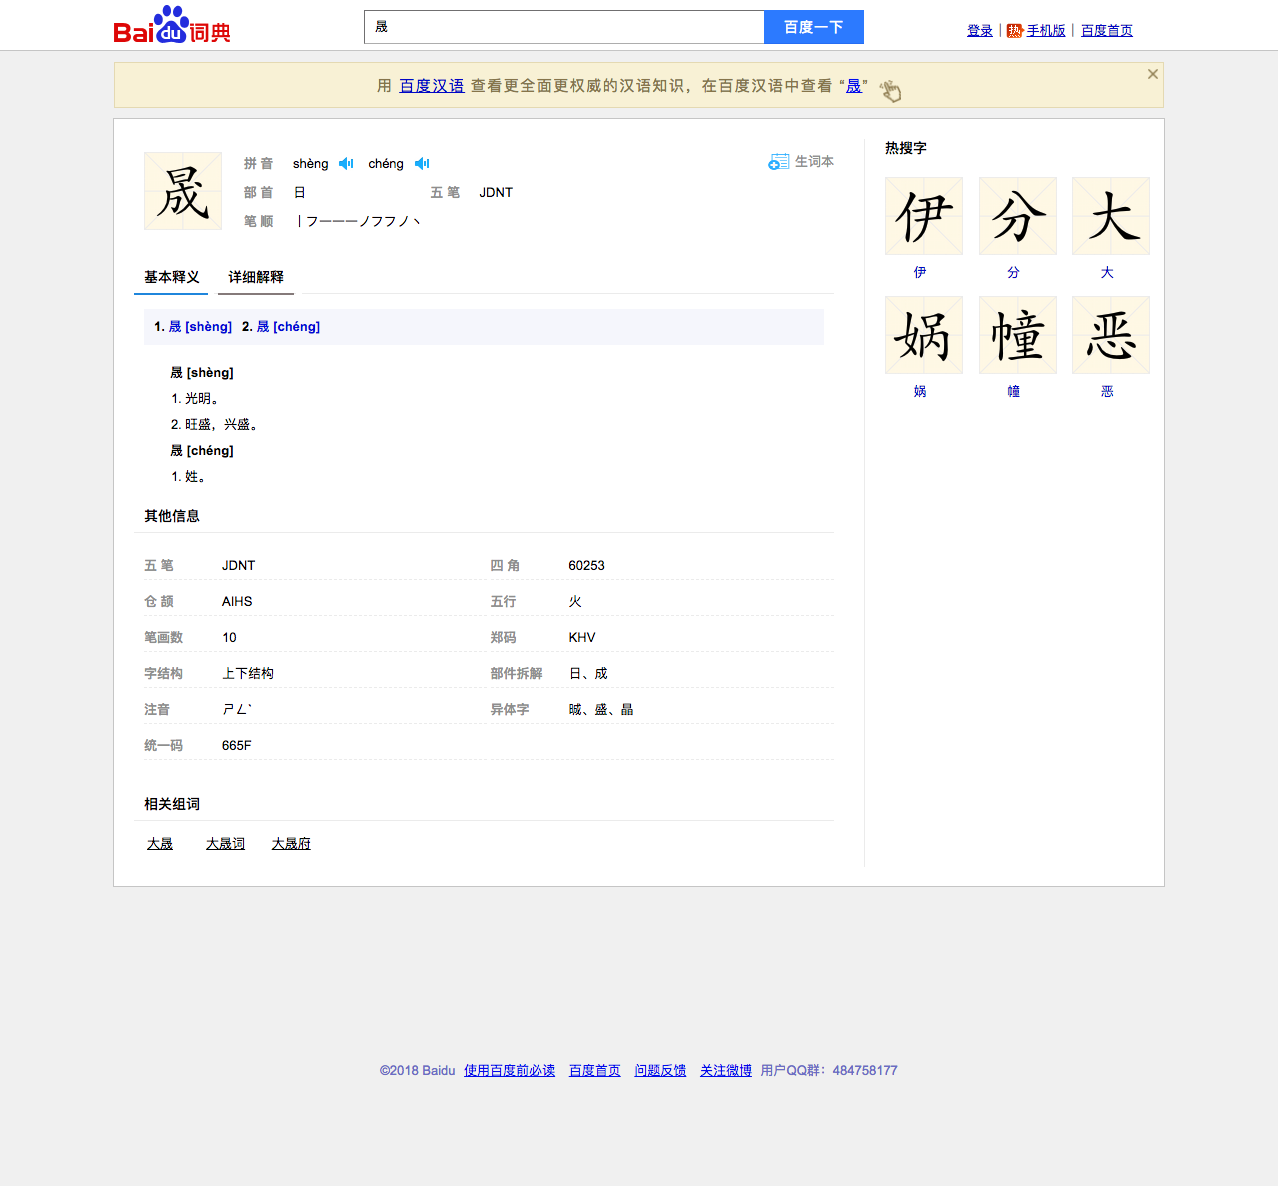 Bai du 词典
晟
百度一下
登录 | 热 手机版 | 百度首页
用 百度汉语 查看更全面更权威的汉语知识，在百度汉语中查看 “晟”
晟
拼 音 shèng chéng
生词本
部 首 日 五 笔 JDNT
笔 顺 丨フ一一一ノフフノ丶
基本释义 详细解释
1. 晟 [shèng] 2. 晟 [chéng]
晟 [shèng]
1. 光明。
2. 旺盛，兴盛。
晟 [chéng]
1. 姓。
其他信息
五 笔 JDNT 四 角 60253
仓 颉 AIHS 五行 火
笔画数 10 郑码 KHV
字结构 上下结构 部件拆解 日、成
注音 ㄕㄥˋ 异体字 晠、盛、晶
统一码 665F
相关组词
大晟 大晟词 大晟府
热搜字
伊 分 大
伊 分 大
娲 幢 恶
娲 幢 恶
©2018 Baidu 使用百度前必读 百度首页 问题反馈 关注微博 用户QQ群：484758177